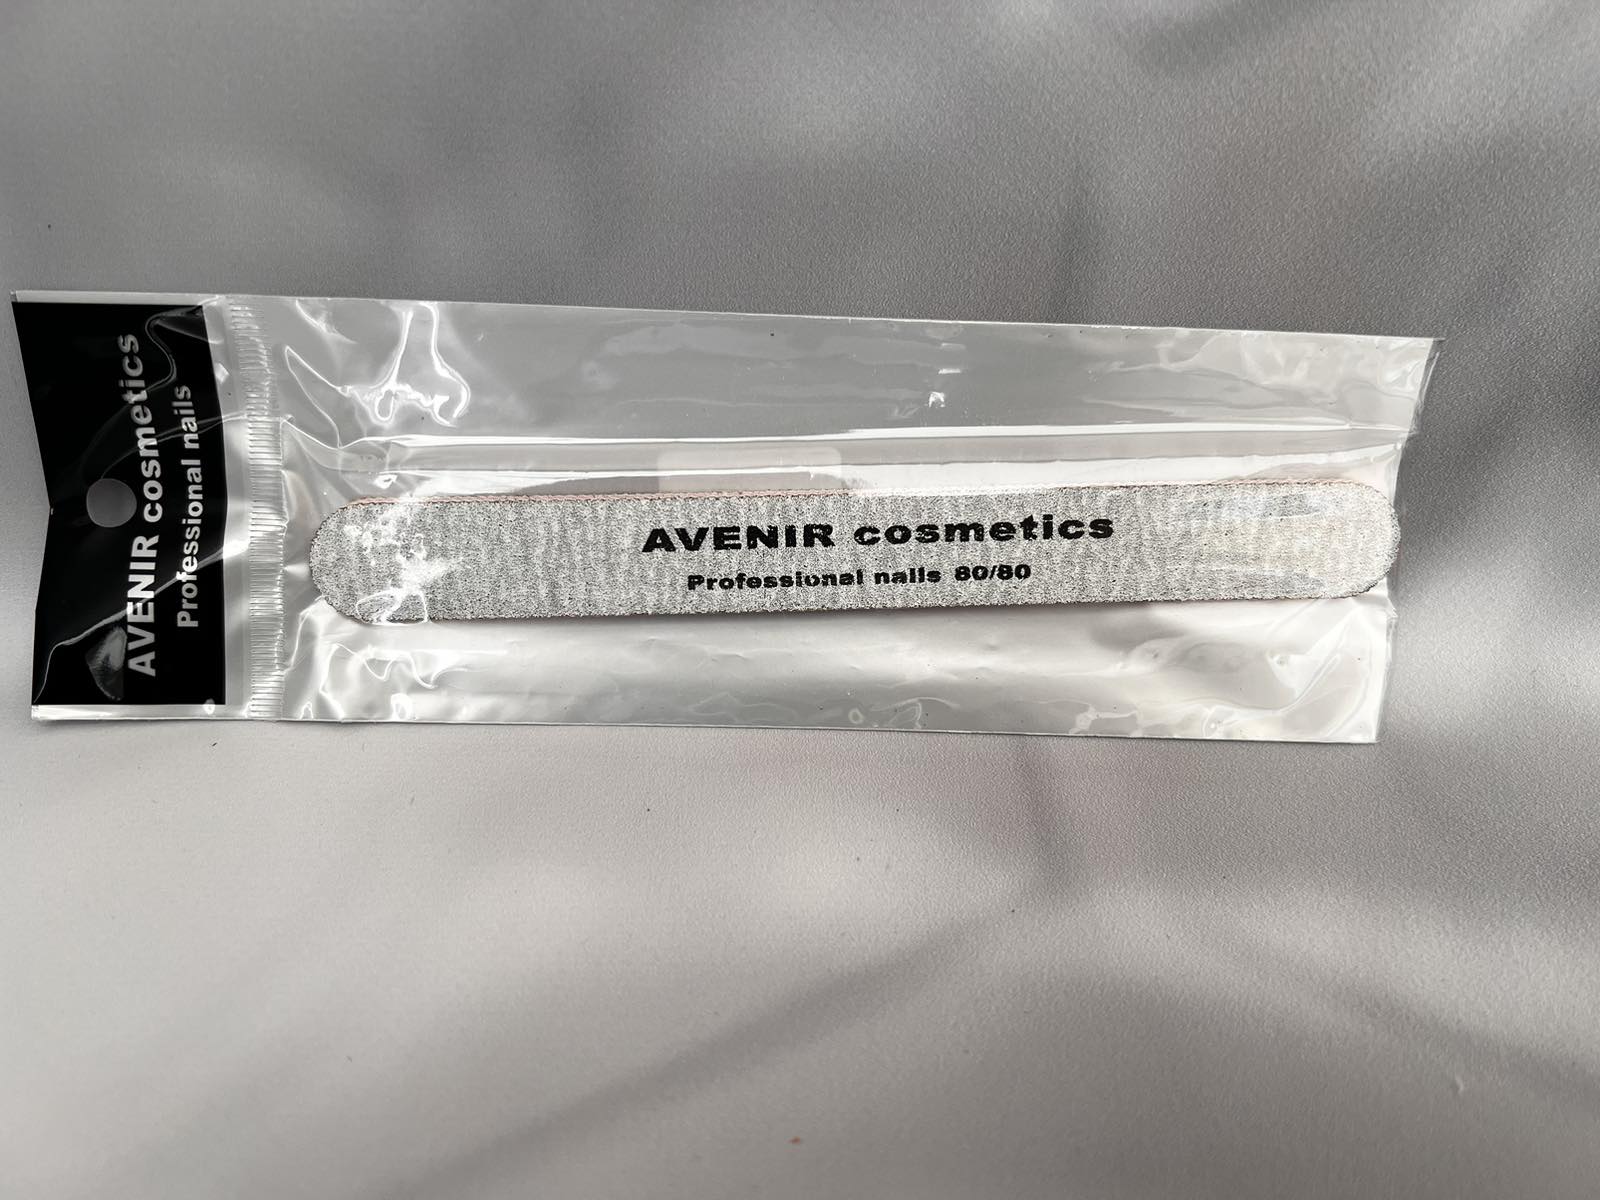 AVENIR cosmetics
Professional nails
AVENIR cosmetics
Professional nails 80/80